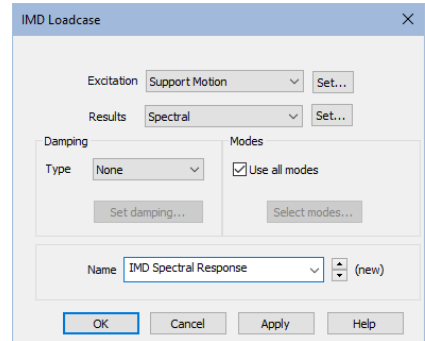 IMD Loadcase
Excitation Support Motion Set...
Results Spectral Set...
Damping Modes
Type None Use all modes
Set damping... Select modes...
Name IMD Spectral Response (new)
OK Cancel Apply Help